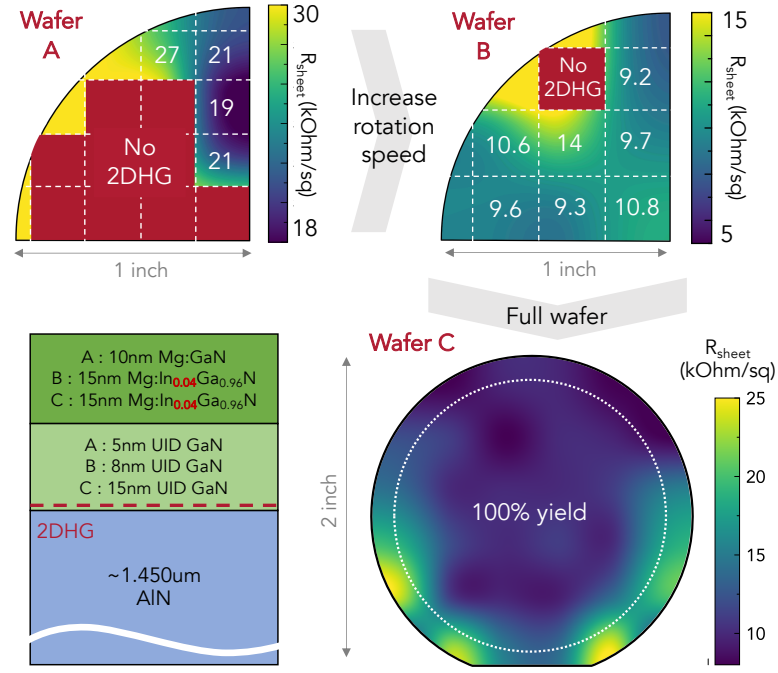 Wafer
A
27
21
19
21
No
2DHG
30
R_sheet (kOhm/sq)
18
1 inch
Increase
rotation
speed
Wafer
B
No
2DHG
9.2
10.6
14
9.7
9.6
9.3
10.8
15
R_sheet (kOhm/sq)
5
1 inch
Full wafer
A : 10nm Mg:GaN
B : 15nm Mg:In0.04Ga0.96N
C : 15nm Mg:In0.04Ga0.96N
A : 5nm UID GaN
B : 8nm UID GaN
C : 15nm UID GaN
2DHG
~1.450um
AlN
Wafer C
2 inch
100% yield
R_sheet
(kOhm/sq)
25
20
15
10